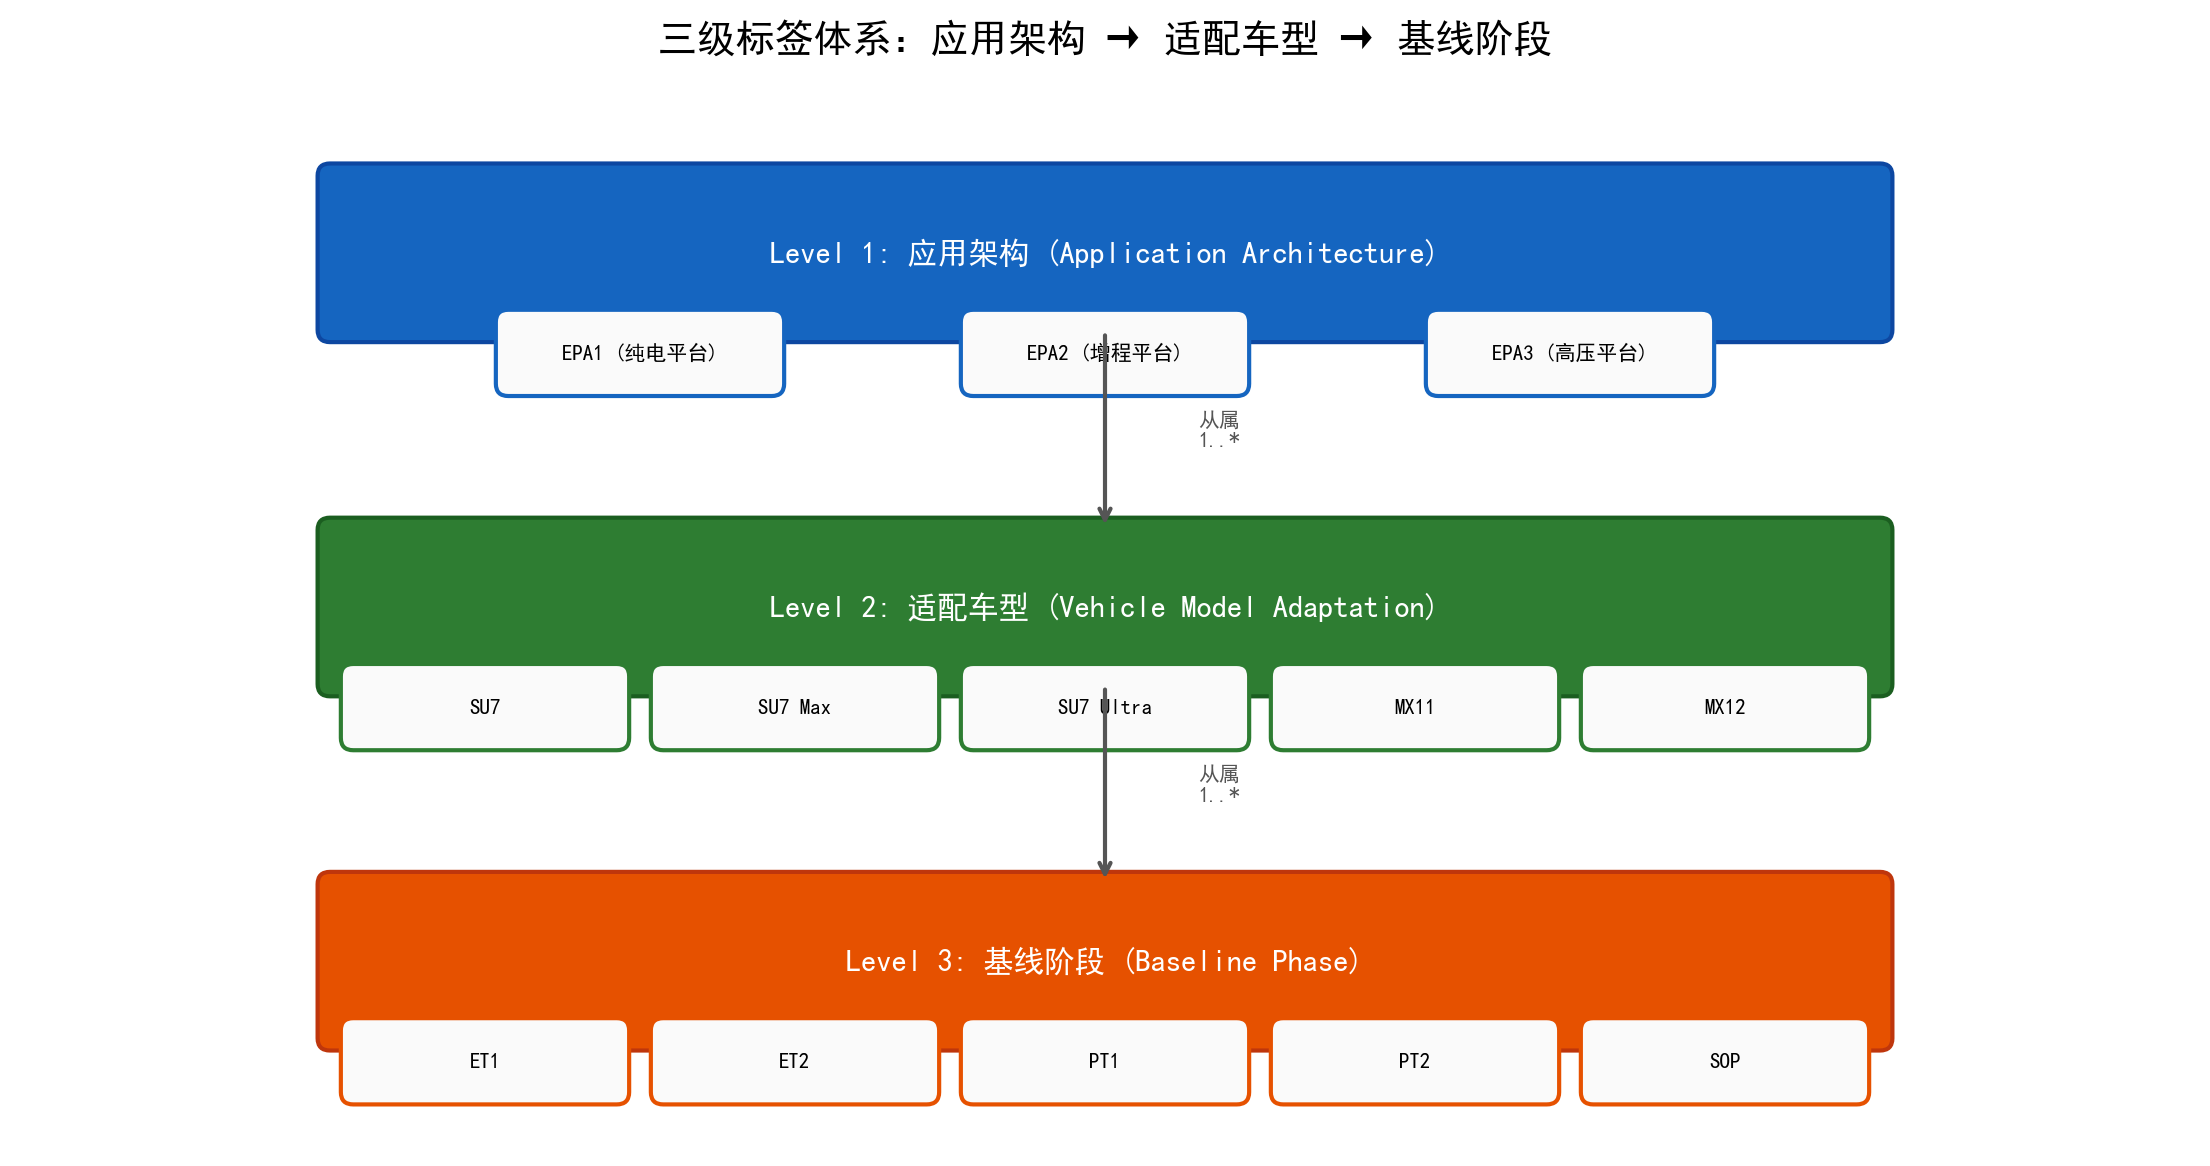 三级标签体系：应用架构 → 适配车型 → 基线阶段
Level 1: 应用架构 (Application Architecture)
EPA1 (纯电平台)
EPA2 (增程平台)
EPA3 (高压平台)
从属
1..*
Level 2: 适配车型 (Vehicle Model Adaptation)
SU7
SU7 Max
SU7 Ultra
MX11
MX12
从属
1..*
Level 3: 基线阶段 (Baseline Phase)
ET1
ET2
PT1
PT2
SOP